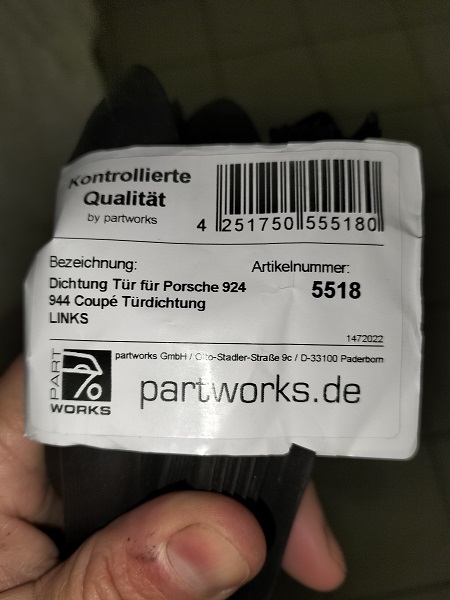 Kontrollierte
Qualität
by partworks
4 251750 555180
Bezeichnung:
Artikelnummer:
Dichtung Tür für Porsche 924
944 Coupé Türdichtung
LINKS
5518
1472022
partworks GmbH / Otto-Stadler-Straße 9c / D-33100 Paderborn
PART
WORKS
partworks.de